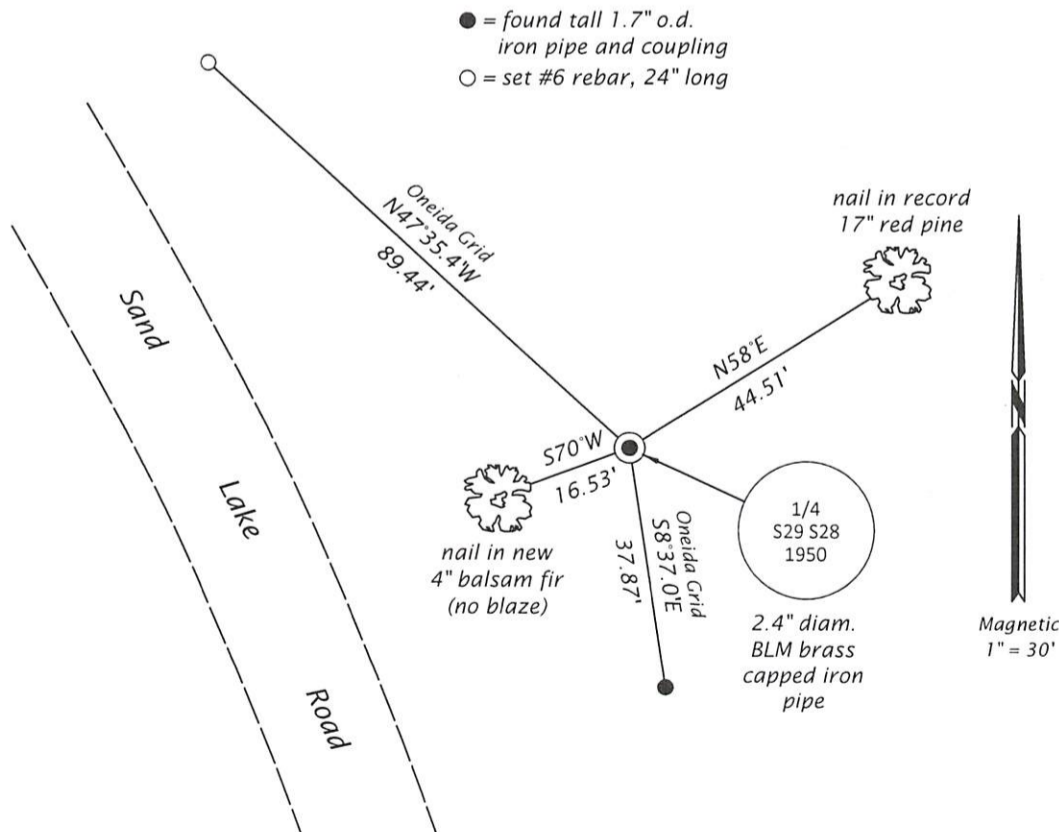 ● = found tall 1.7" o.d.
iron pipe and coupling
○ = set #6 rebar, 24" long
Oneida Grid
N47°35.4'W
89.44'
nail in record
17" red pine
N58°E
44.51'
Sand
Lake
Road
S70°W
16.53'
nail in new
4" balsam fir
(no blaze)
Oneida Grid
S8°37.0'E
37.87'
1/4
S29 S28
1950
2.4" diam.
BLM brass
capped iron
pipe
N
Magnetic
1" = 30'